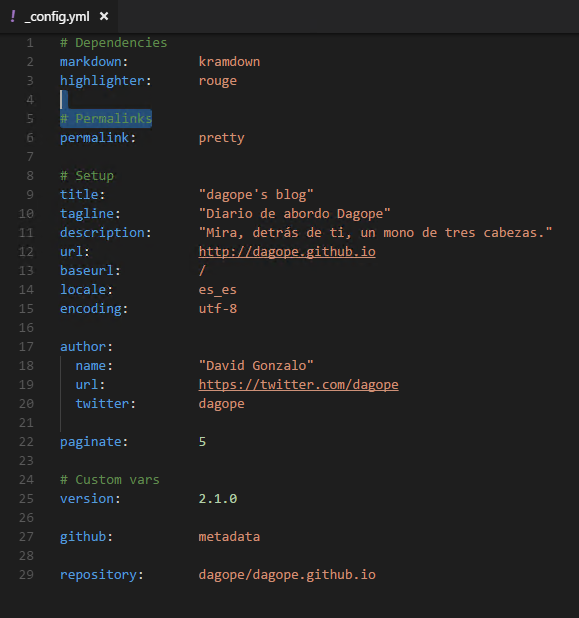 ! _config.yml ×
1 # Dependencies
2 markdown: kramdown
3 highlighter: rouge
4
5 # Permalinks
6 permalink: pretty
7
8 # Setup
9 title: "dagope's blog"
10 tagline: "Diario de abordo Dagope"
11 description: "Mira, detrás de ti, un mono de tres cabezas."
12 url: http://dagope.github.io
13 baseurl: /
14 locale: es_es
15 encoding: utf-8
16
17 author:
18 name: "David Gonzalo"
19 url: https://twitter.com/dagope
20 twitter: dagope
21
22 paginate: 5
23
24 # Custom vars
25 version: 2.1.0
26
27 github: metadata
28
29 repository: dagope/dagope.github.io